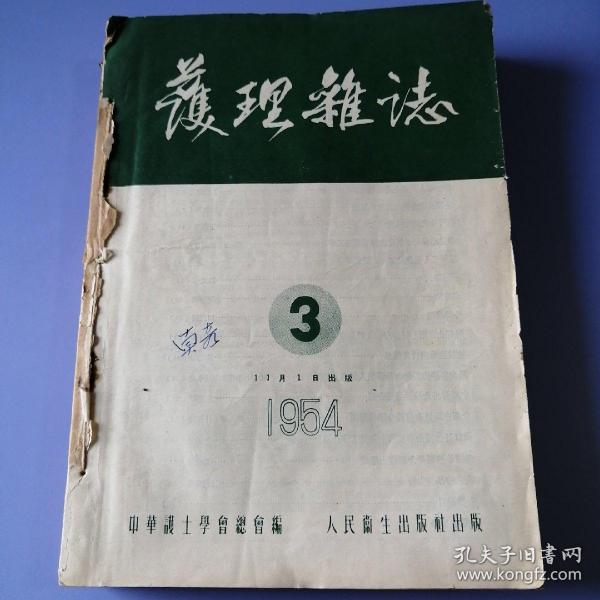 護理雜誌
3
11月1日出版
1954
中華護士學會總會編 人民衛生出版社出版
孔夫子旧书网
www.kongfz.com